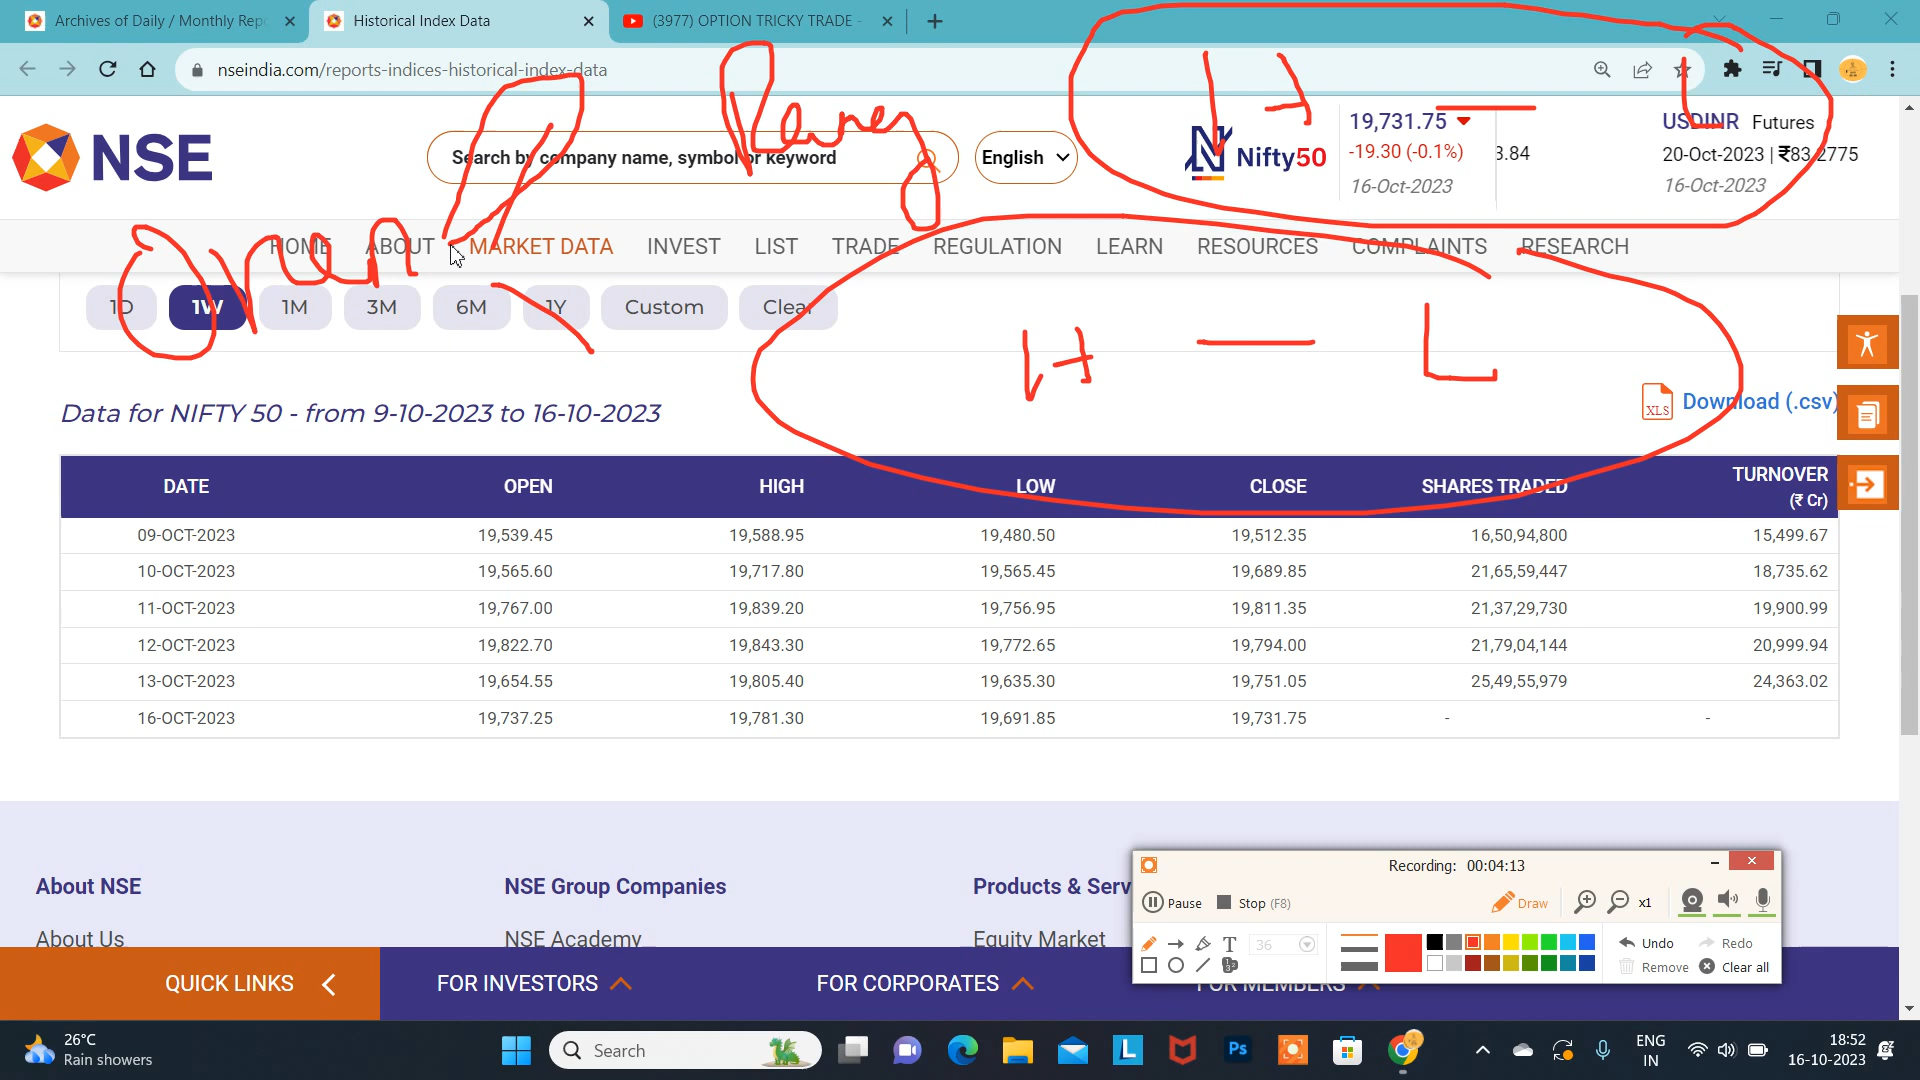 Archives of Daily / Monthly Rep
Historical Index Data
(3977) OPTION TRICKY TRADE -
nseindia.com/reports-indices-historical-index-data
Range
H — L
NSE
Search by company name, symbol or keyword
English
Nifty50
19,731.75
-19.30 (-0.1%)
16-Oct-2023
3.84
USDINR Futures
20-Oct-2023 | ₹83.2775
16-Oct-2023
Open
HOME ABOUT MARKET DATA INVEST LIST TRADE REGULATION LEARN RESOURCES COMPLAINTS RESEARCH
1D 1W 1M 3M 6M 1Y Custom Clear
H — L
Data for NIFTY 50 - from 9-10-2023 to 16-10-2023
XLS Download (.csv)
DATE OPEN HIGH LOW CLOSE SHARES TRADED TURNOVER (₹ Cr)
09-OCT-2023 19,539.45 19,588.95 19,480.50 19,512.35 16,50,94,800 15,499.67
10-OCT-2023 19,565.60 19,717.80 19,565.45 19,689.85 21,65,59,447 18,735.62
11-OCT-2023 19,767.00 19,839.20 19,756.95 19,811.35 21,37,29,730 19,900.99
12-OCT-2023 19,822.70 19,843.30 19,772.65 19,794.00 21,79,04,144 20,999.94
13-OCT-2023 19,654.55 19,805.40 19,635.30 19,751.05 25,49,55,979 24,363.02
16-OCT-2023 19,737.25 19,781.30 19,691.85 19,731.75 - -
About NSE
NSE Group Companies
Products & Serv
About Us
NSE Academy
Equity Market
QUICK LINKS
FOR INVESTORS
FOR CORPORATES
FOR MEMBERS
Recording: 00:04:13
Pause Stop (F8) Draw x1
T 36 Undo Redo
Remove Clear all
26°C
Rain showers
Search
L
Ps
ENG
IN
18:52
16-10-2023